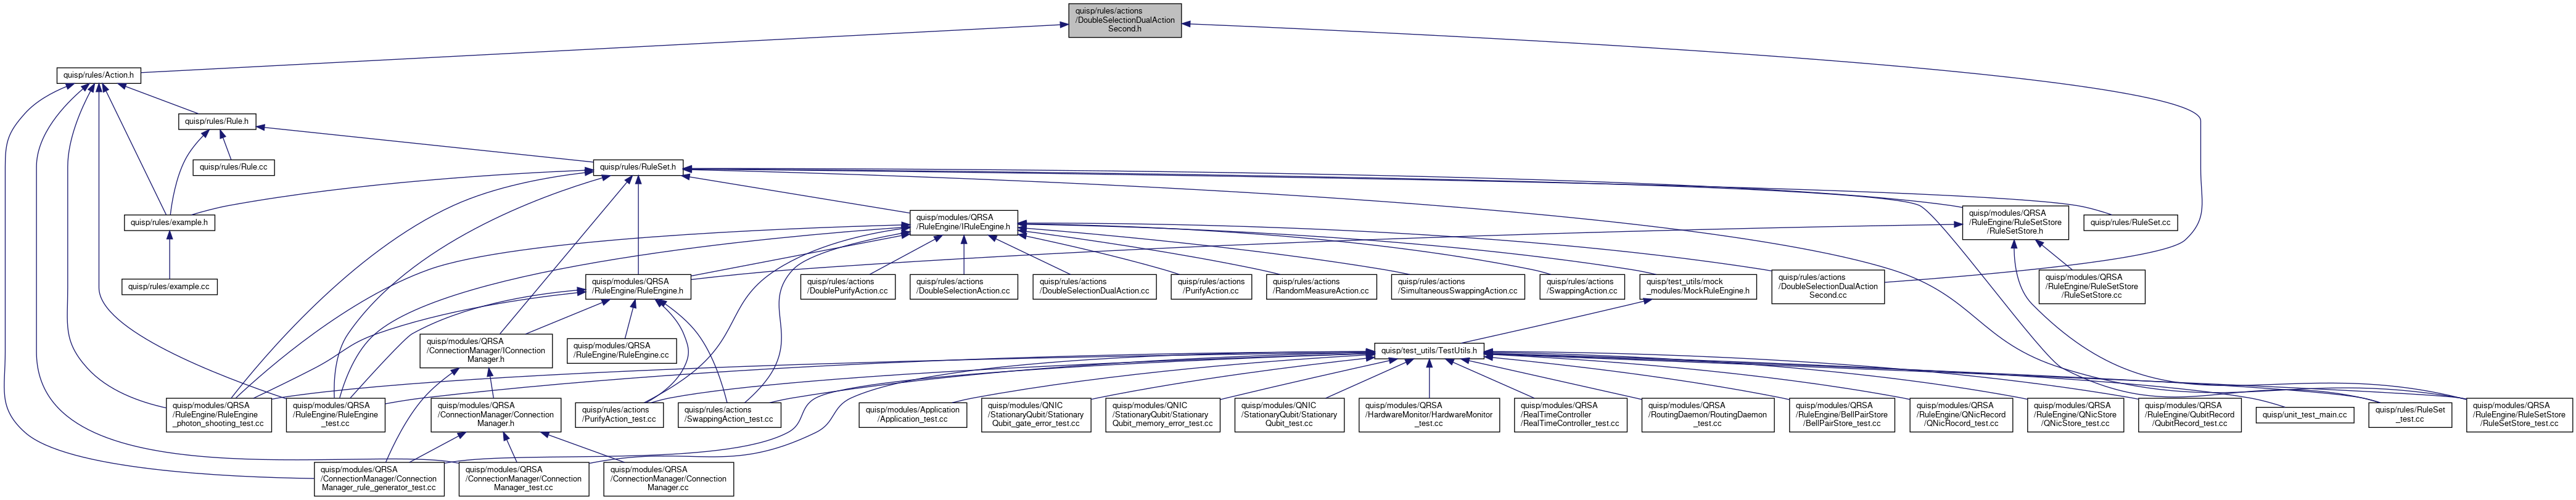 quisp/rules/actions
/DoubleSelectionDualAction
Second.h
quisp/rules/Action.h
quisp/rules/Rule.h
quisp/rules/Rule.cc
quisp/rules/RuleSet.h
quisp/rules/example.h
quisp/modules/QRSA
/RuleEngine/IRuleEngine.h
quisp/modules/QRSA
/RuleEngine/RuleSetStore
/RuleSetStore.h
quisp/rules/RuleSet.cc
quisp/rules/example.cc
quisp/modules/QRSA
/RuleEngine/RuleEngine.h
quisp/rules/actions
/DoublePurifyAction.cc
quisp/rules/actions
/DoubleSelectionAction.cc
quisp/rules/actions
/DoubleSelectionDualAction.cc
quisp/rules/actions
/PurifyAction.cc
quisp/rules/actions
/RandomMeasureAction.cc
quisp/rules/actions
/SimultaneousSwappingAction.cc
quisp/rules/actions
/SwappingAction.cc
quisp/test_utils/mock
_modules/MockRuleEngine.h
quisp/rules/actions
/DoubleSelectionDualAction
Second.cc
quisp/modules/QRSA
/RuleEngine/RuleSetStore
/RuleSetStore.cc
quisp/modules/QRSA
/ConnectionManager/IConnection
Manager.h
quisp/modules/QRSA
/RuleEngine/RuleEngine.cc
quisp/test_utils/TestUtils.h
quisp/modules/QRSA
/RuleEngine/RuleEngine
_photon_shooting_test.cc
quisp/modules/QRSA
/RuleEngine/RuleEngine
_test.cc
quisp/modules/QRSA
/ConnectionManager/Connection
Manager.h
quisp/rules/actions
/PurifyAction_test.cc
quisp/rules/actions
/SwappingAction_test.cc
quisp/modules/Application
/Application_test.cc
quisp/modules/QNIC
/StationaryQubit/Stationary
Qubit_gate_error_test.cc
quisp/modules/QNIC
/StationaryQubit/Stationary
Qubit_memory_error_test.cc
quisp/modules/QNIC
/StationaryQubit/Stationary
Qubit_test.cc
quisp/modules/QRSA
/HardwareMonitor/HardwareMonitor
_test.cc
quisp/modules/QRSA
/RealTimeController
/RealTimeController_test.cc
quisp/modules/QRSA
/RoutingDaemon/RoutingDaemon
_test.cc
quisp/modules/QRSA
/RuleEngine/BellPairStore
/BellPairStore_test.cc
quisp/modules/QRSA
/RuleEngine/QNicRecord
/QNicRocord_test.cc
quisp/modules/QRSA
/RuleEngine/QNicStore
/QNicStore_test.cc
quisp/modules/QRSA
/RuleEngine/QubitRecord
/QubitRecord_test.cc
quisp/unit_test_main.cc
quisp/rules/RuleSet
_test.cc
quisp/modules/QRSA
/RuleEngine/RuleSetStore
/RuleSetStore_test.cc
quisp/modules/QRSA
/ConnectionManager/Connection
Manager_rule_generator_test.cc
quisp/modules/QRSA
/ConnectionManager/Connection
Manager_test.cc
quisp/modules/QRSA
/ConnectionManager/Connection
Manager.cc